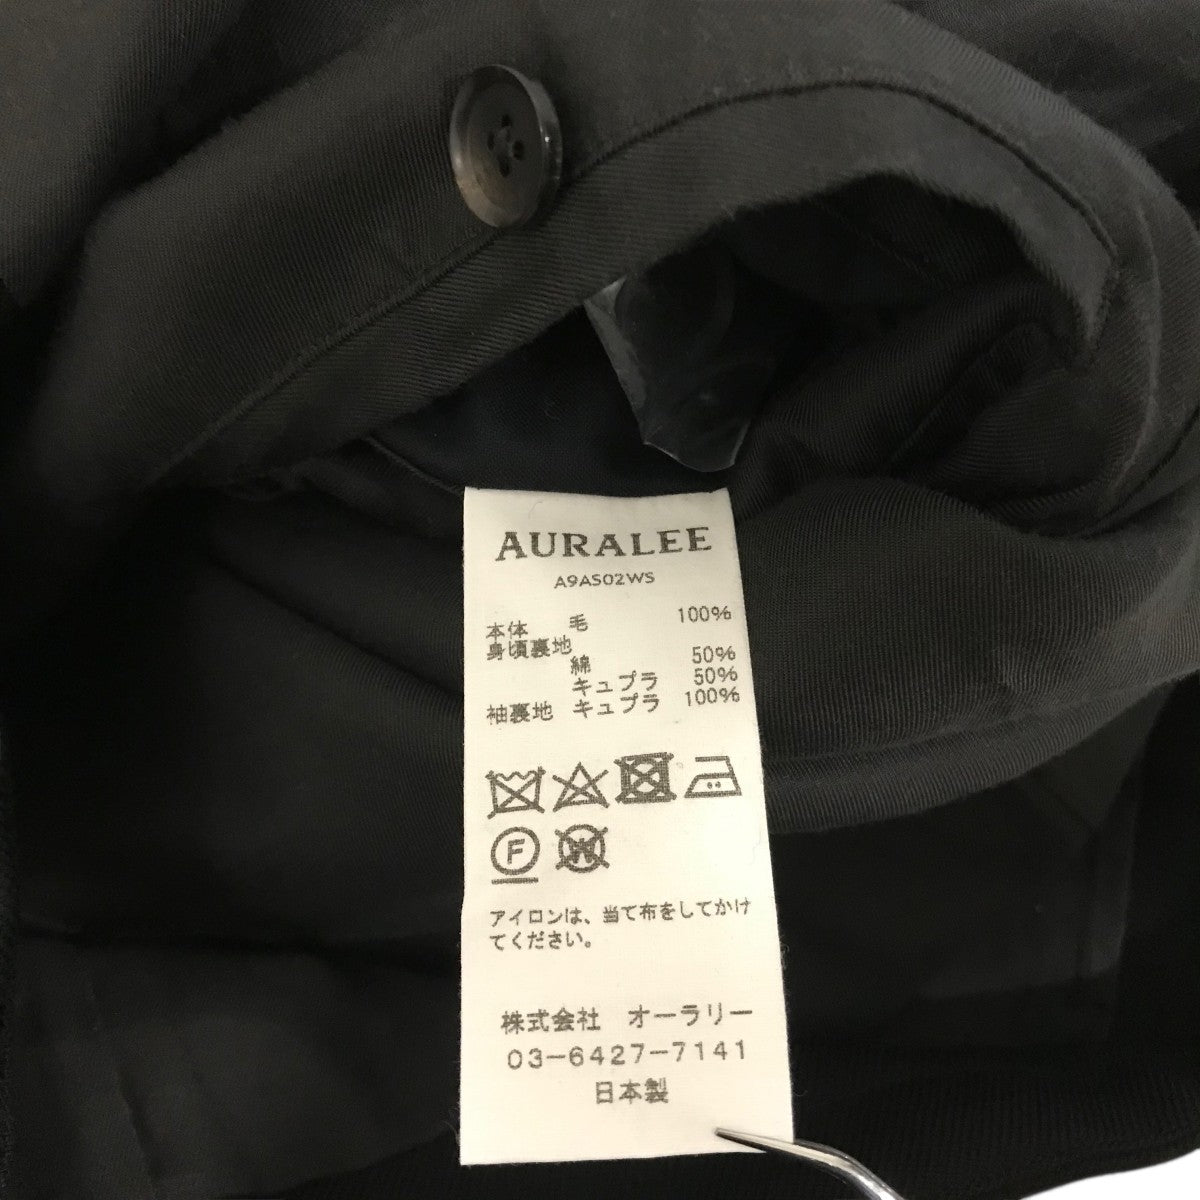 AURALEE
A9AS02WS
本体 毛 100%
身頃裏地
綿 50%
キュプラ 50%
袖裏地 キュプラ 100%
F
W
アイロンは、当て布をしてかけ
てください。
株式会社 オーラリー
03-6427-7141
日本製